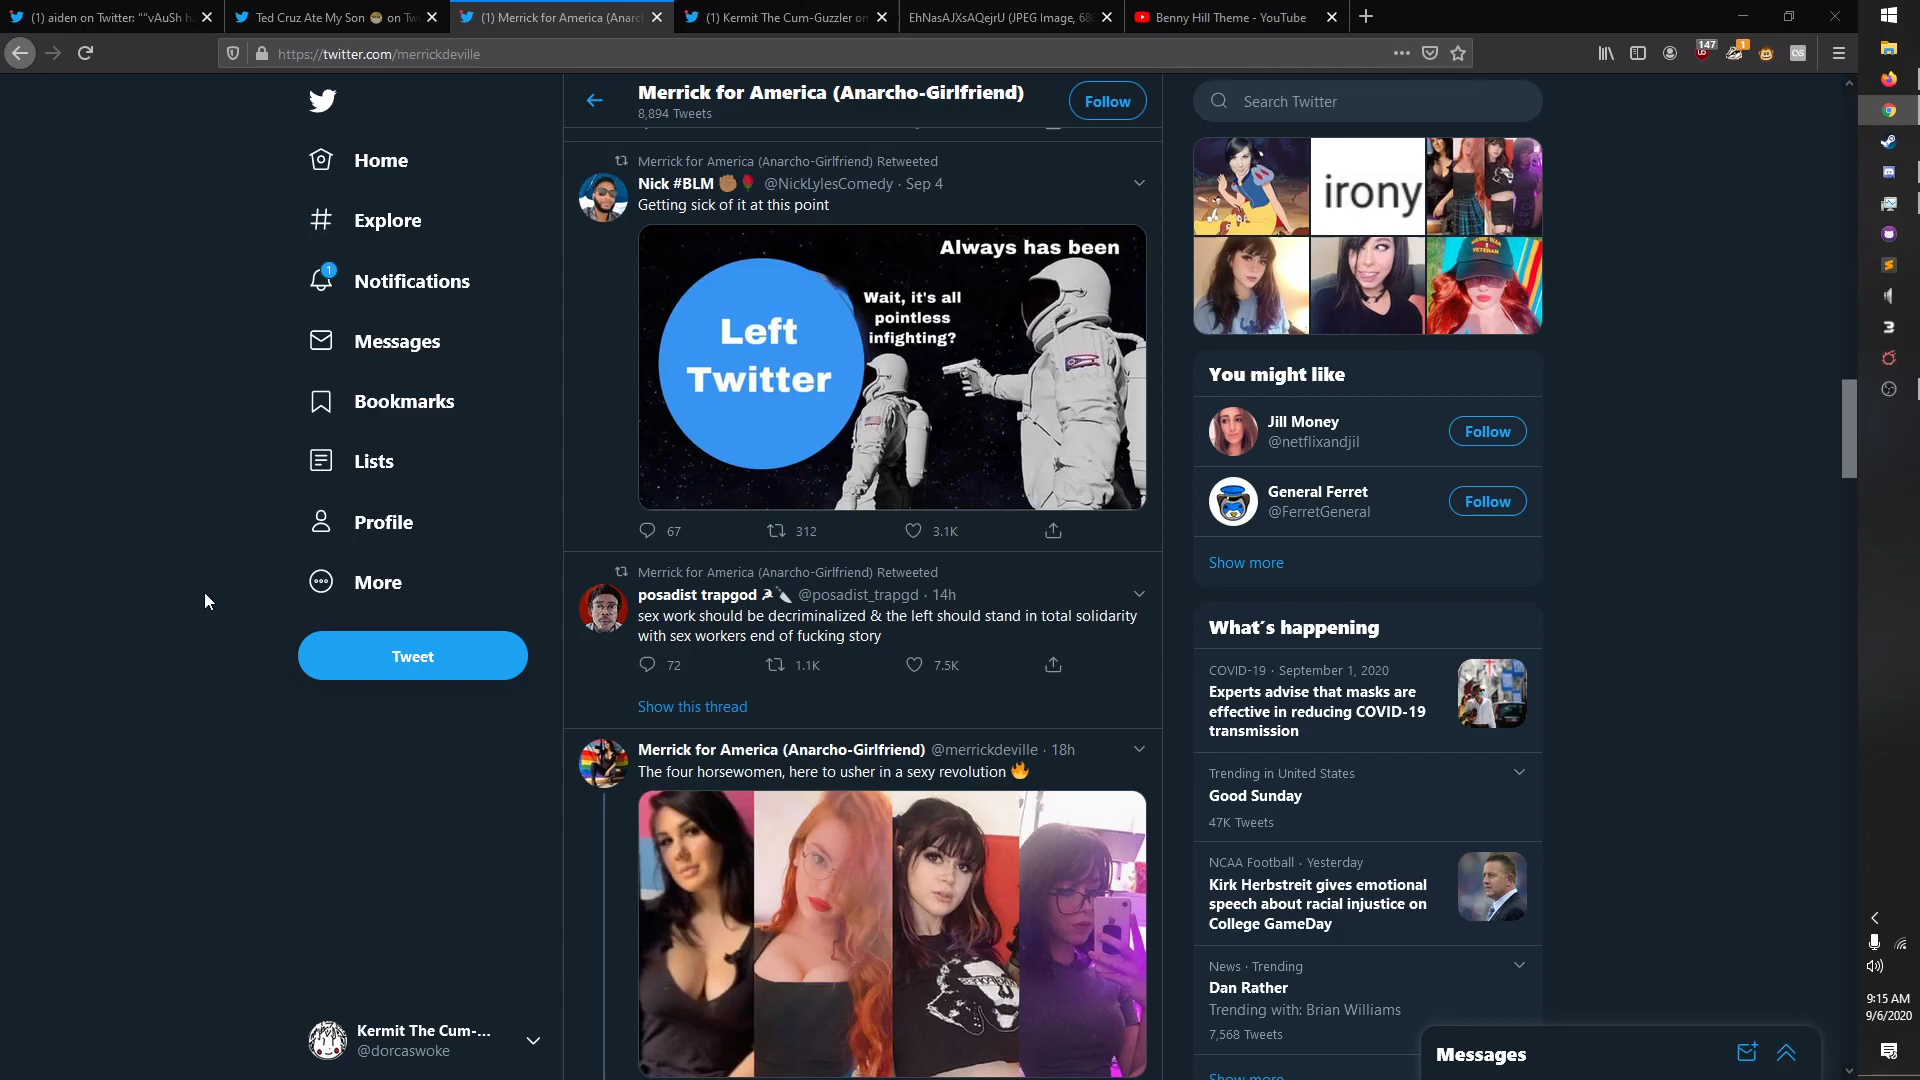 (1) aiden on Twitter: "“vAuSh ha
Ted Cruz Ate My Son on Tw
(1) Merrick for America (Anarch
(1) Kermit The Cum-Guzzler on
EhNasAJXsAQejrU (JPEG Image, 680
Benny Hill Theme - YouTube
https://twitter.com/merrickdeville
147
1
Home
Explore
1
Notifications
Messages
Bookmarks
Lists
Profile
More
Tweet
Kermit The Cum-...
@dorcaswoke
Merrick for America (Anarcho-Girlfriend)
8,894 Tweets
Follow
Merrick for America (Anarcho-Girlfriend) Retweeted
Nick #BLM ✊🏾🌹 @NickLylesComedy · Sep 4
Getting sick of it at this point
Always has been
Wait, it's all
pointless
infighting?
Left
Twitter
67 312 3.1K
Merrick for America (Anarcho-Girlfriend) Retweeted
posadist trapgod @posadist_trapgd · 14h
sex work should be decriminalized & the left should stand in total solidarity
with sex workers end of fucking story
72 1.1K 7.5K
Show this thread
Merrick for America (Anarcho-Girlfriend) @merrickdeville · 18h
The four horsewomen, here to usher in a sexy revolution 🔥
Search Twitter
irony
MEME WAR
VETERAN
You might like
Jill Money
@netflixandjil
Follow
General Ferret
@FerretGeneral
Follow
Show more
What's happening
COVID-19 · September 1, 2020
Experts advise that masks are
effective in reducing COVID-19
transmission
Trending in United States
Good Sunday
47K Tweets
NCAA Football · Yesterday
Kirk Herbstreit gives emotional
speech about racial injustice on
College GameDay
News · Trending
Dan Rather
Trending with: Brian Williams
7,568 Tweets
Show more
Messages
9:15 AM
9/6/2020